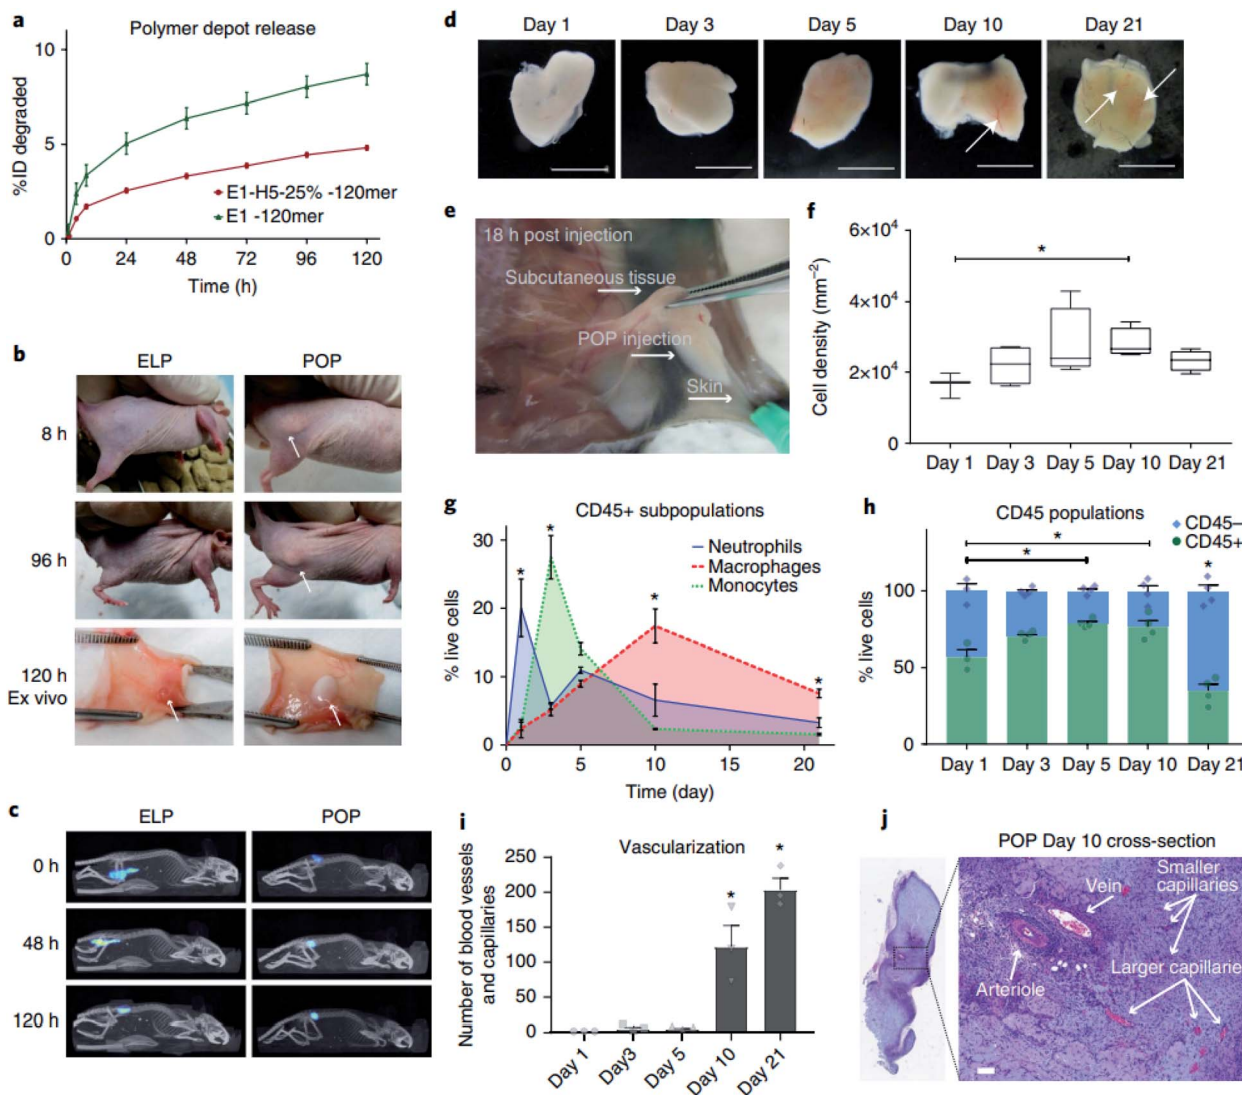 a
Polymer depot release
10
5
0
%ID degraded
E1-H5-25% -120mer
E1 -120mer
0 24 48 72 96 120
Time (h)
b
ELP POP
8 h
96 h
120 h
Ex vivo
c
ELP POP
0 h
48 h
120 h
d
Day 1 Day 3 Day 5 Day 10 Day 21
e
18 h post injection
Subcutaneous tissue
POP injection
Skin
f
6×10⁴
4×10⁴
2×10⁴
0
Cell density (mm⁻²)
*
Day 1 Day 3 Day 5 Day 10 Day 21
g
CD45+ subpopulations
30
20
10
0
% live cells
Neutrophils
Macrophages
Monocytes
* * * *
0 5 10 15 20
Time (day)
h
CD45 populations
CD45–
CD45+
* * *
100
50
0
% live cells
Day 1 Day 3 Day 5 Day 10 Day 21
i
Vascularization
250
200
150
100
50
0
Number of blood vessels
and capillaries
* *
Day 1 Day3 Day 5 Day 10 Day 21
j
POP Day 10 cross-section
Smaller
capillaries
Vein
Larger capillarie
Arteriole